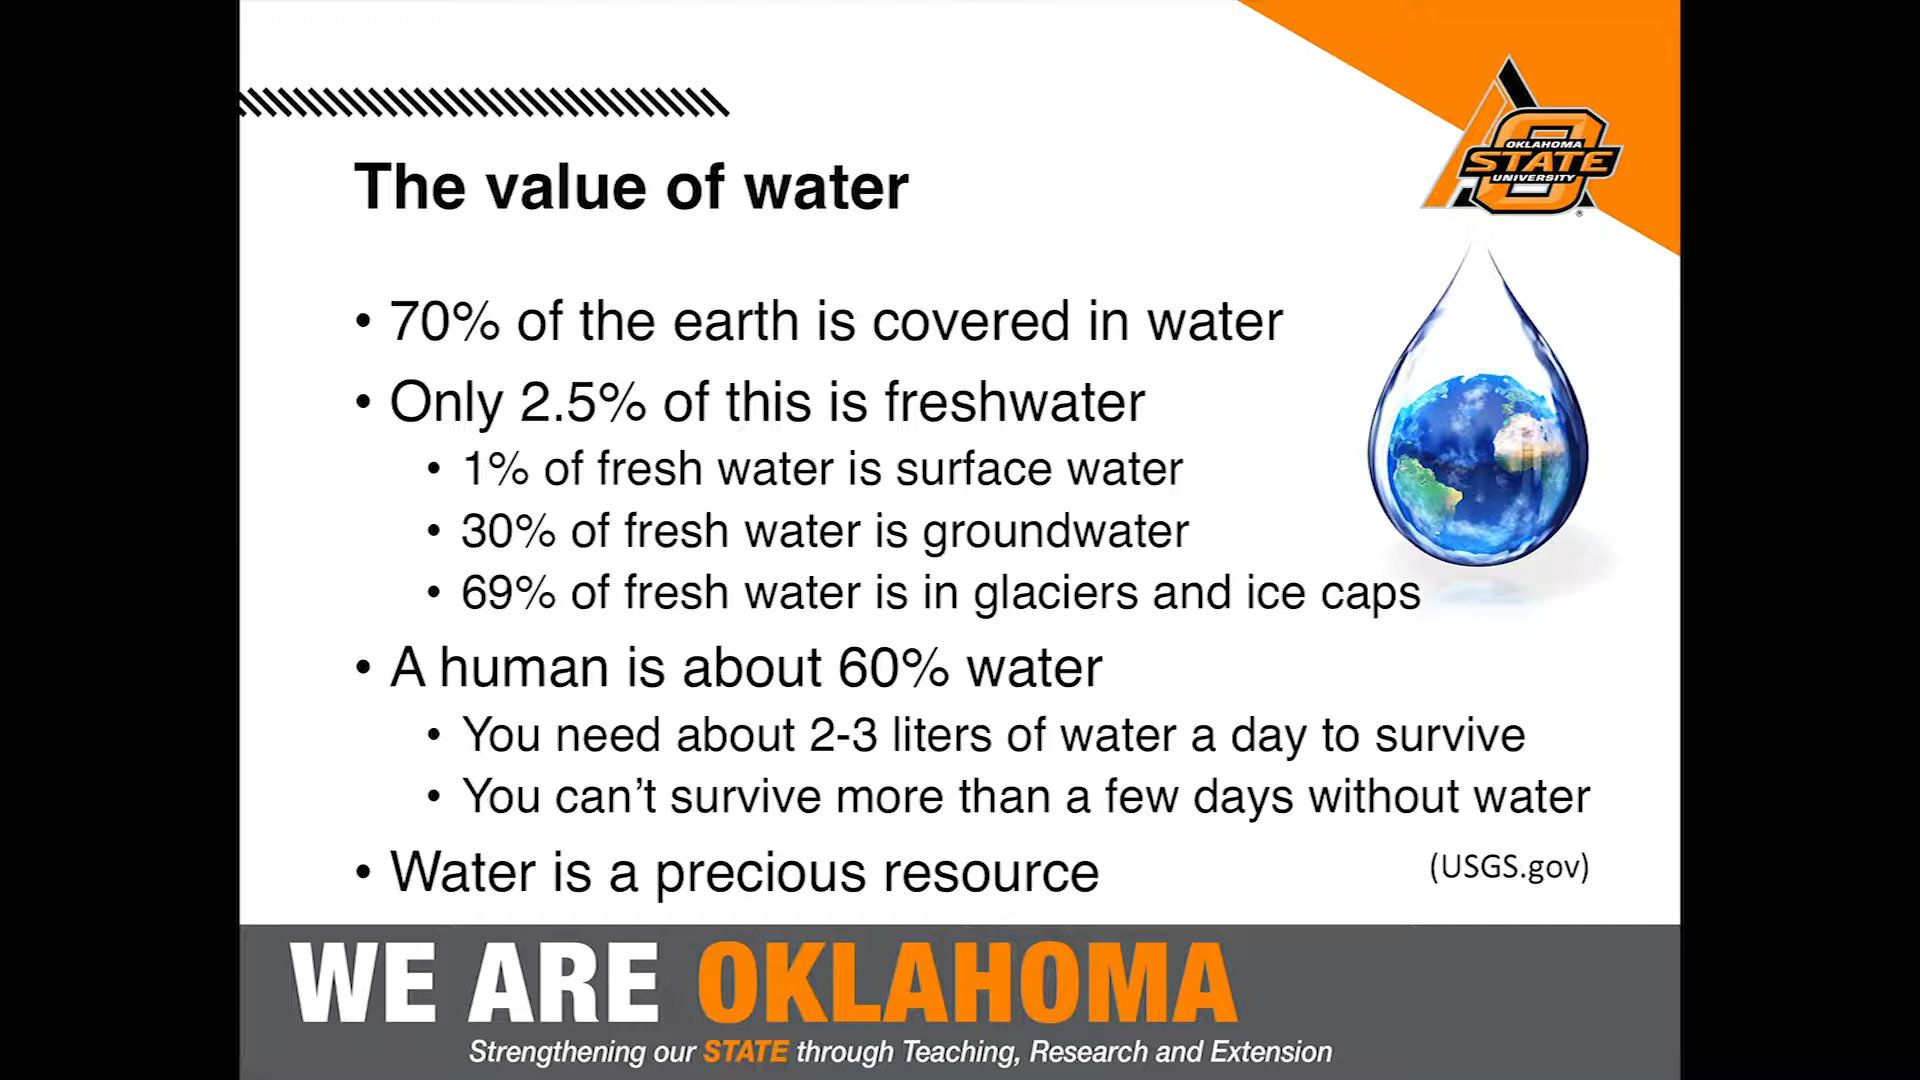 OKLAHOMA
STATE
UNIVERSITY
®
The value of water
• 70% of the earth is covered in water
• Only 2.5% of this is freshwater
• 1% of fresh water is surface water
• 30% of fresh water is groundwater
• 69% of fresh water is in glaciers and ice caps
• A human is about 60% water
• You need about 2-3 liters of water a day to survive
• You can’t survive more than a few days without water
• Water is a precious resource
(USGS.gov)
WE ARE OKLAHOMA
Strengthening our STATE through Teaching, Research and Extension